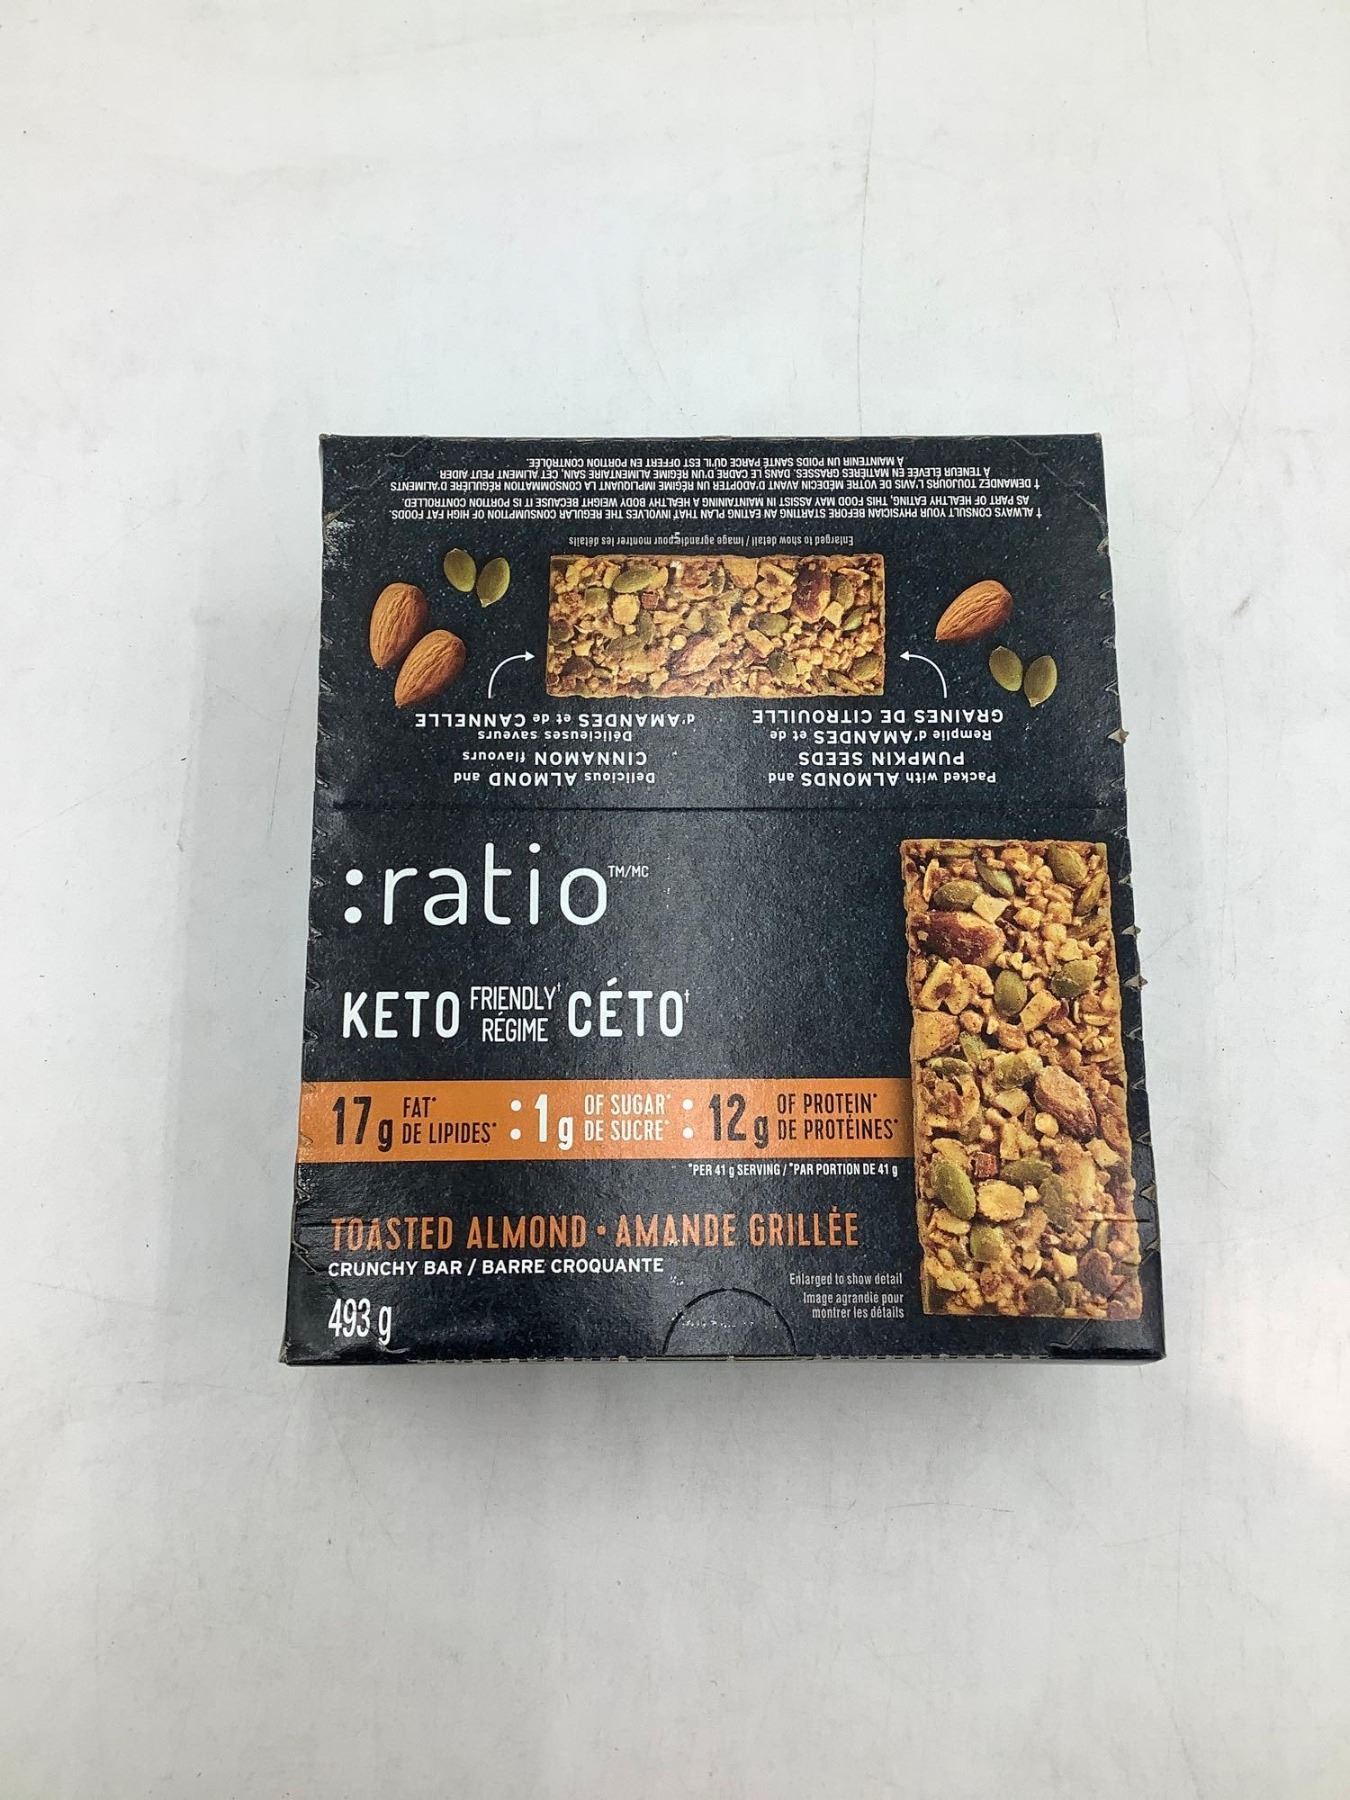 :ratio™/MC
KETO FRIENDLY† RÉGIME CÉTO†
17g FAT* DE LIPIDES* : 1g OF SUGAR* DE SUCRE* : 12g OF PROTEIN* DE PROTÉINES*
*PER 41 g SERVING / *PAR PORTION DE 41 g
TOASTED ALMOND • AMANDE GRILLÉE
CRUNCHY BAR / BARRE CROQUANTE
493 g
Enlarged to show detail
Image agrandie pour
montrer les détails
Packed with ALMONDS and
PUMPKIN SEEDS
Remplie d'AMANDES et de
GRAINES DE CITROUILLE
Delicious ALMOND and
CINNAMON flavours
Délicieuses saveurs
d'AMANDES et de CANNELLE
Enlarged to show detail / Image agrandie pour montrer les détails
† ALWAYS CONSULT YOUR PHYSICIAN BEFORE STARTING AN EATING PLAN THAT INVOLVES THE REGULAR CONSUMPTION OF HIGH FAT FOODS.
AS PART OF HEALTHY EATING, THIS FOOD MAY ASSIST IN MAINTAINING A HEALTHY BODY WEIGHT BECAUSE IT IS PORTION CONTROLLED.
† DEMANDEZ TOUJOURS L'AVIS DE VOTRE MÉDECIN AVANT D'ADOPTER UN RÉGIME IMPLIQUANT LA CONSOMMATION RÉGULIÈRE D'ALIMENTS
À TENEUR ÉLEVÉE EN MATIÈRES GRASSES. DANS LE CADRE D'UN RÉGIME ALIMENTAIRE SAIN, CET ALIMENT PEUT AIDER
À MAINTENIR UN POIDS SANTÉ PARCE QU'IL EST OFFERT EN PORTION CONTRÔLÉE.